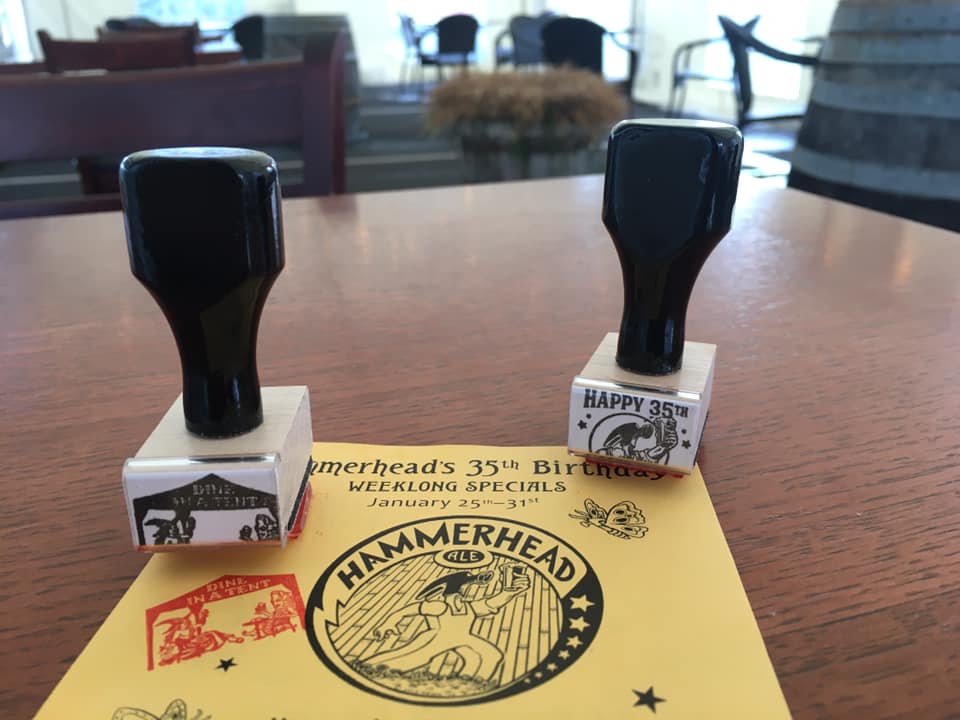 HAPPY 35TH
DINE
IN A TENT
mmerhead's 35th Birthday
WEEKLONG SPECIALS
January 25th–31st
HAMMERHEAD
ALE
DINE
IN A TENT